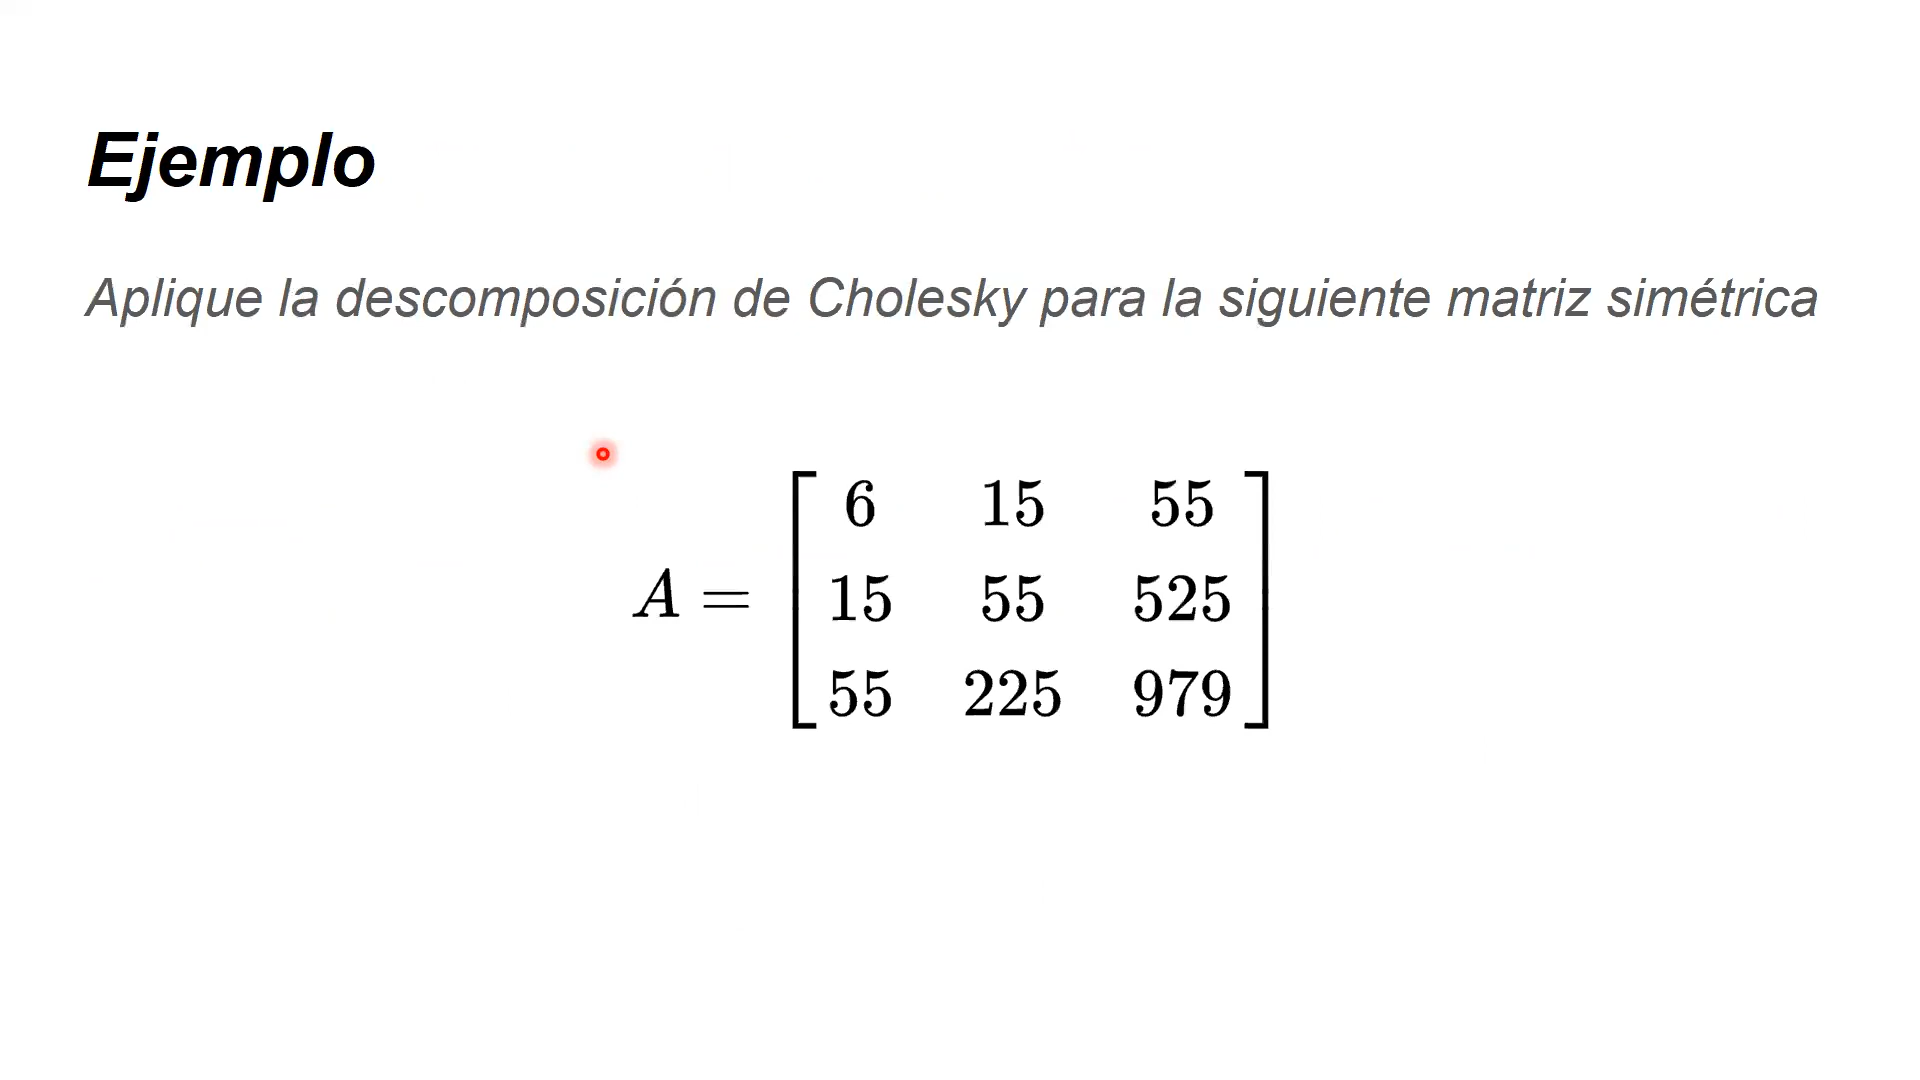 Ejemplo
Aplique la descomposición de Cholesky para la siguiente matriz simétrica
6 15 55
A = 15 55 525
55 225 979